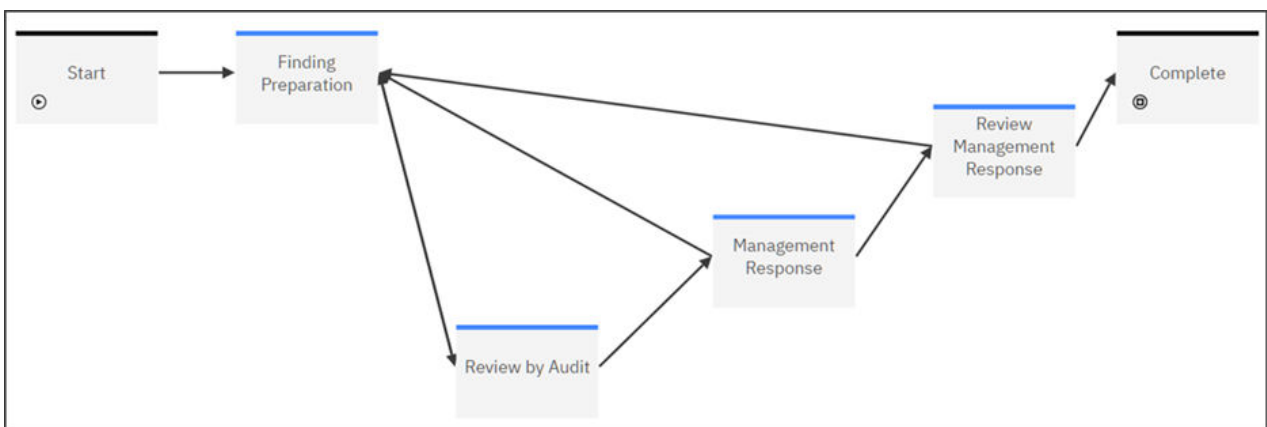 Start
Finding
Preparation
Complete
Review
Management
Response
Management
Response
Review by Audit